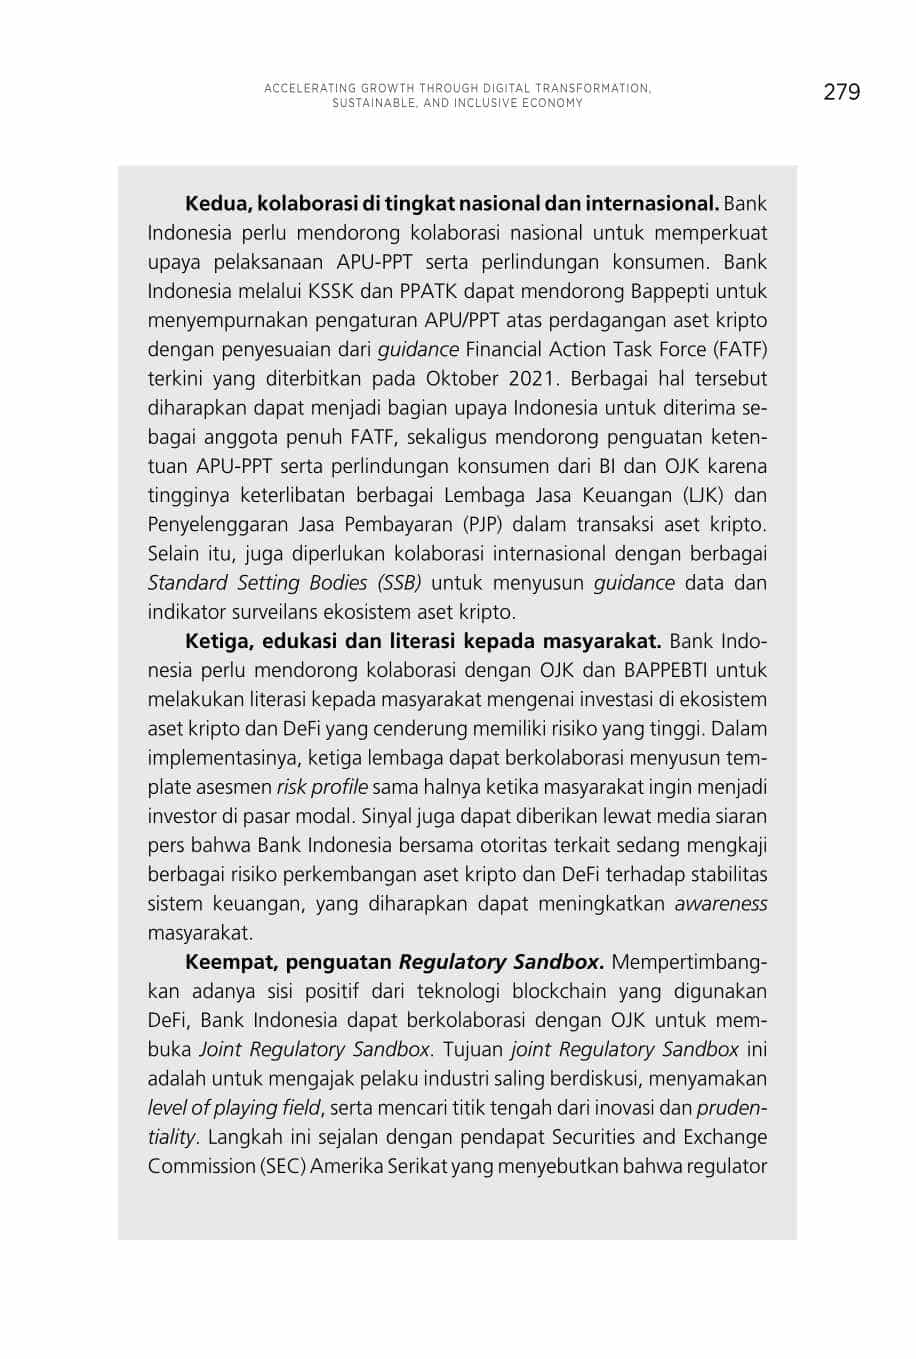 ACCELERATING GROWTH THROUGH DIGITAL TRANSFORMATION,
SUSTAINABLE, AND INCLUSIVE ECONOMY
279
Kedua, kolaborasi di tingkat nasional dan internasional. Bank
Indonesia perlu mendorong kolaborasi nasional untuk memperkuat
upaya pelaksanaan APU-PPT serta perlindungan konsumen. Bank
Indonesia melalui KSSK dan PPATK dapat mendorong Bappepti untuk
menyempurnakan pengaturan APU/PPT atas perdagangan aset kripto
dengan penyesuaian dari guidance Financial Action Task Force (FATF)
terkini yang diterbitkan pada Oktober 2021. Berbagai hal tersebut
diharapkan dapat menjadi bagian upaya Indonesia untuk diterima se-
bagai anggota penuh FATF, sekaligus mendorong penguatan keten-
tuan APU-PPT serta perlindungan konsumen dari BI dan OJK karena
tingginya keterlibatan berbagai Lembaga Jasa Keuangan (LJK) dan
Penyelenggaran Jasa Pembayaran (PJP) dalam transaksi aset kripto.
Selain itu, juga diperlukan kolaborasi internasional dengan berbagai
Standard Setting Bodies (SSB) untuk menyusun guidance data dan
indikator surveilans ekosistem aset kripto.
Ketiga, edukasi dan literasi kepada masyarakat. Bank Indo-
nesia perlu mendorong kolaborasi dengan OJK dan BAPPEBTI untuk
melakukan literasi kepada masyarakat mengenai investasi di ekosistem
aset kripto dan DeFi yang cenderung memiliki risiko yang tinggi. Dalam
implementasinya, ketiga lembaga dapat berkolaborasi menyusun tem-
plate asesmen risk profile sama halnya ketika masyarakat ingin menjadi
investor di pasar modal. Sinyal juga dapat diberikan lewat media siaran
pers bahwa Bank Indonesia bersama otoritas terkait sedang mengkaji
berbagai risiko perkembangan aset kripto dan DeFi terhadap stabilitas
sistem keuangan, yang diharapkan dapat meningkatkan awareness
masyarakat.
Keempat, penguatan Regulatory Sandbox. Mempertimbang-
kan adanya sisi positif dari teknologi blockchain yang digunakan
DeFi, Bank Indonesia dapat berkolaborasi dengan OJK untuk mem-
buka Joint Regulatory Sandbox. Tujuan joint Regulatory Sandbox ini
adalah untuk mengajak pelaku industri saling berdiskusi, menyamakan
level of playing field, serta mencari titik tengah dari inovasi dan pruden-
tiality. Langkah ini sejalan dengan pendapat Securities and Exchange
Commission (SEC) Amerika Serikat yang menyebutkan bahwa regulator